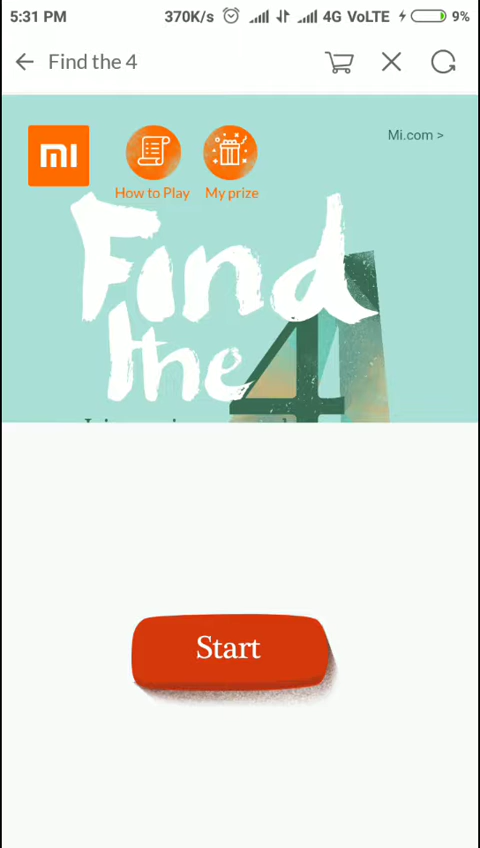 5:31 PM 370K/s 4G VoLTE 9%
Find the 4
mi
Mi.com >
How to Play My prize
Find
the 4
Start